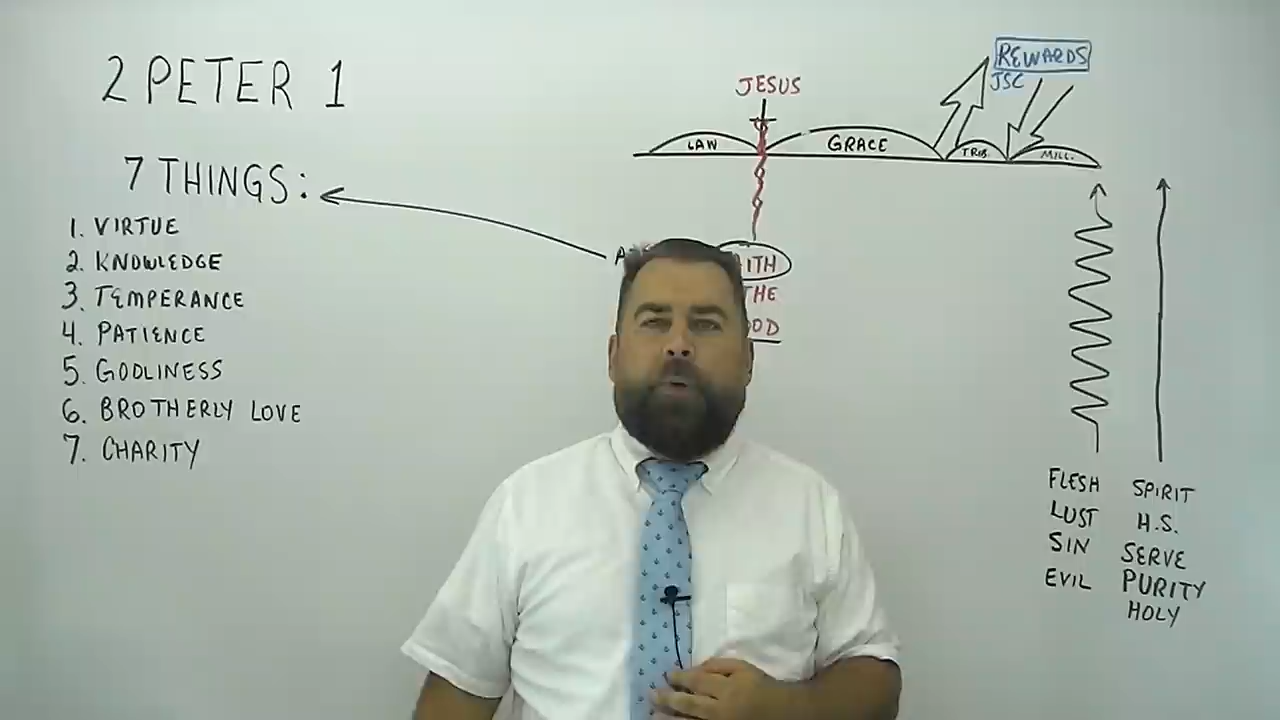 2 PETER 1
7 THINGS:
1. VIRTUE
2. KNOWLEDGE
3. TEMPERANCE
4. PATIENCE
5. GODLINESS
6. BROTHERLY LOVE
7. CHARITY
JESUS
REWARDS
JSC
LAW
GRACE
TRIB.
MILL.
THE
FLESH
LUST
SIN
EVIL
SPIRIT
H.S.
SERVE
PURITY
HOLY